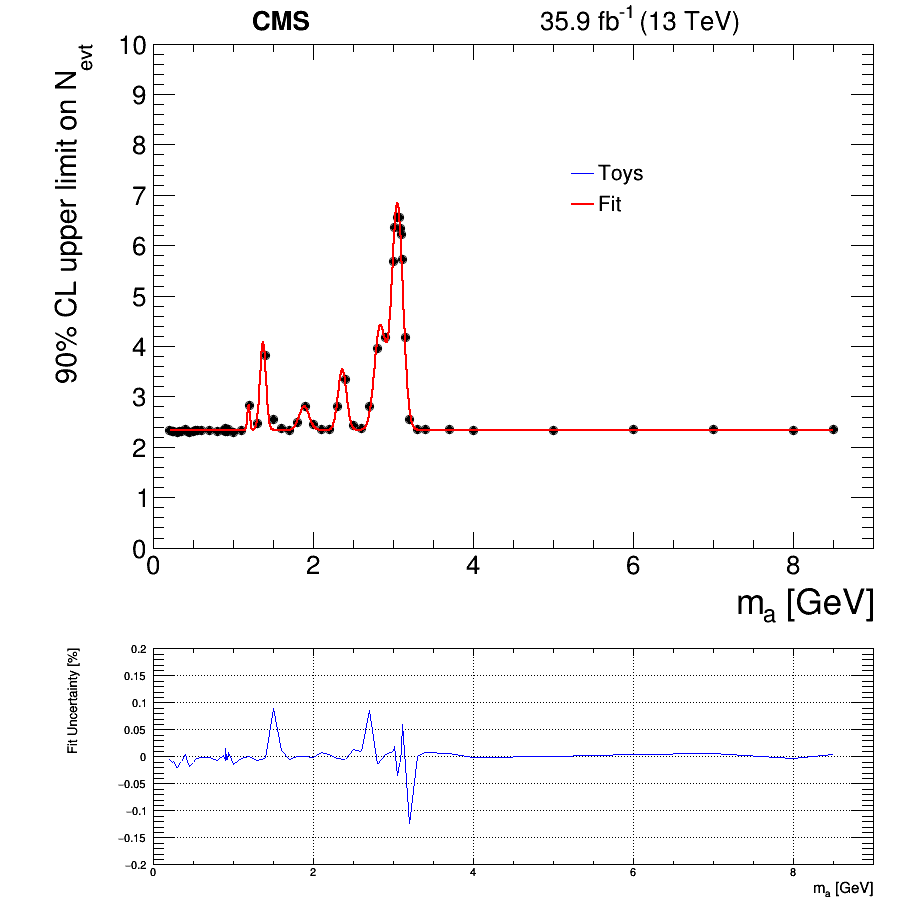 CMS 35.9 fb-1 (13 TeV)
90% CL upper limit on Nevt
10
9
8
7
6
5
4
3
2
1
0
Toys
Fit
0 2 4 6 8
ma [GeV]
Fit Uncertainty [%]
0.2
0.15
0.1
0.05
0
−0.05
−0.1
−0.15
−0.2
0 2 4 6 8
ma [GeV]